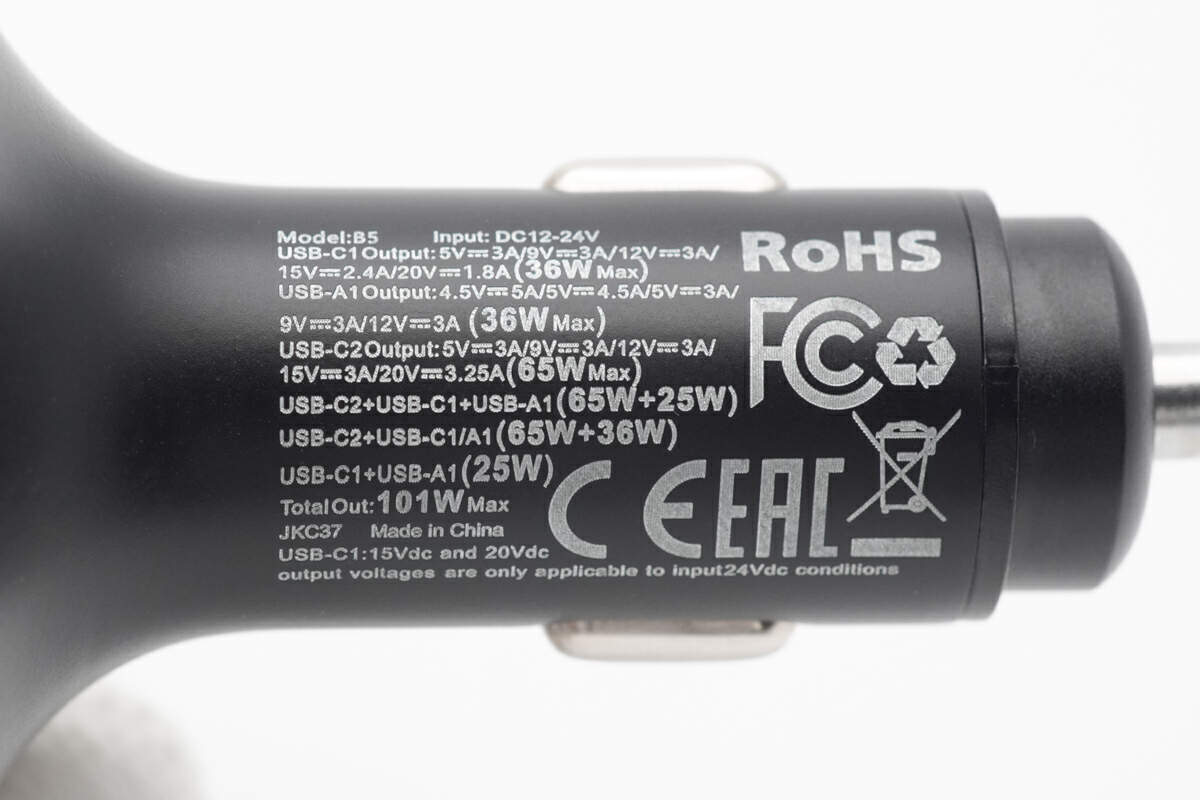 Model:B5 Input: DC12-24V
USB-C1 Output: 5V⎓3A/9V⎓3A/12V⎓3A/
15V⎓2.4A/20V⎓1.8A(36W Max)
USB-A1 Output: 4.5V⎓5A/5V⎓4.5A/5V⎓3A/
9V⎓3A/12V⎓3A (36W Max)
USB-C2 Output: 5V⎓3A/9V⎓3A/12V⎓3A/
15V⎓3A/20V⎓3.25A(65W Max)
USB-C2+USB-C1+USB-A1(65W+25W)
USB-C2+USB-C1/A1(65W+36W)
USB-C1+USB-A1(25W)
Total Out: 101W Max
JKC37 Made in China
USB-C1:15Vdc and 20Vdc
output voltages are only applicable to input24Vdc conditions
RoHS
FC
CE EAC